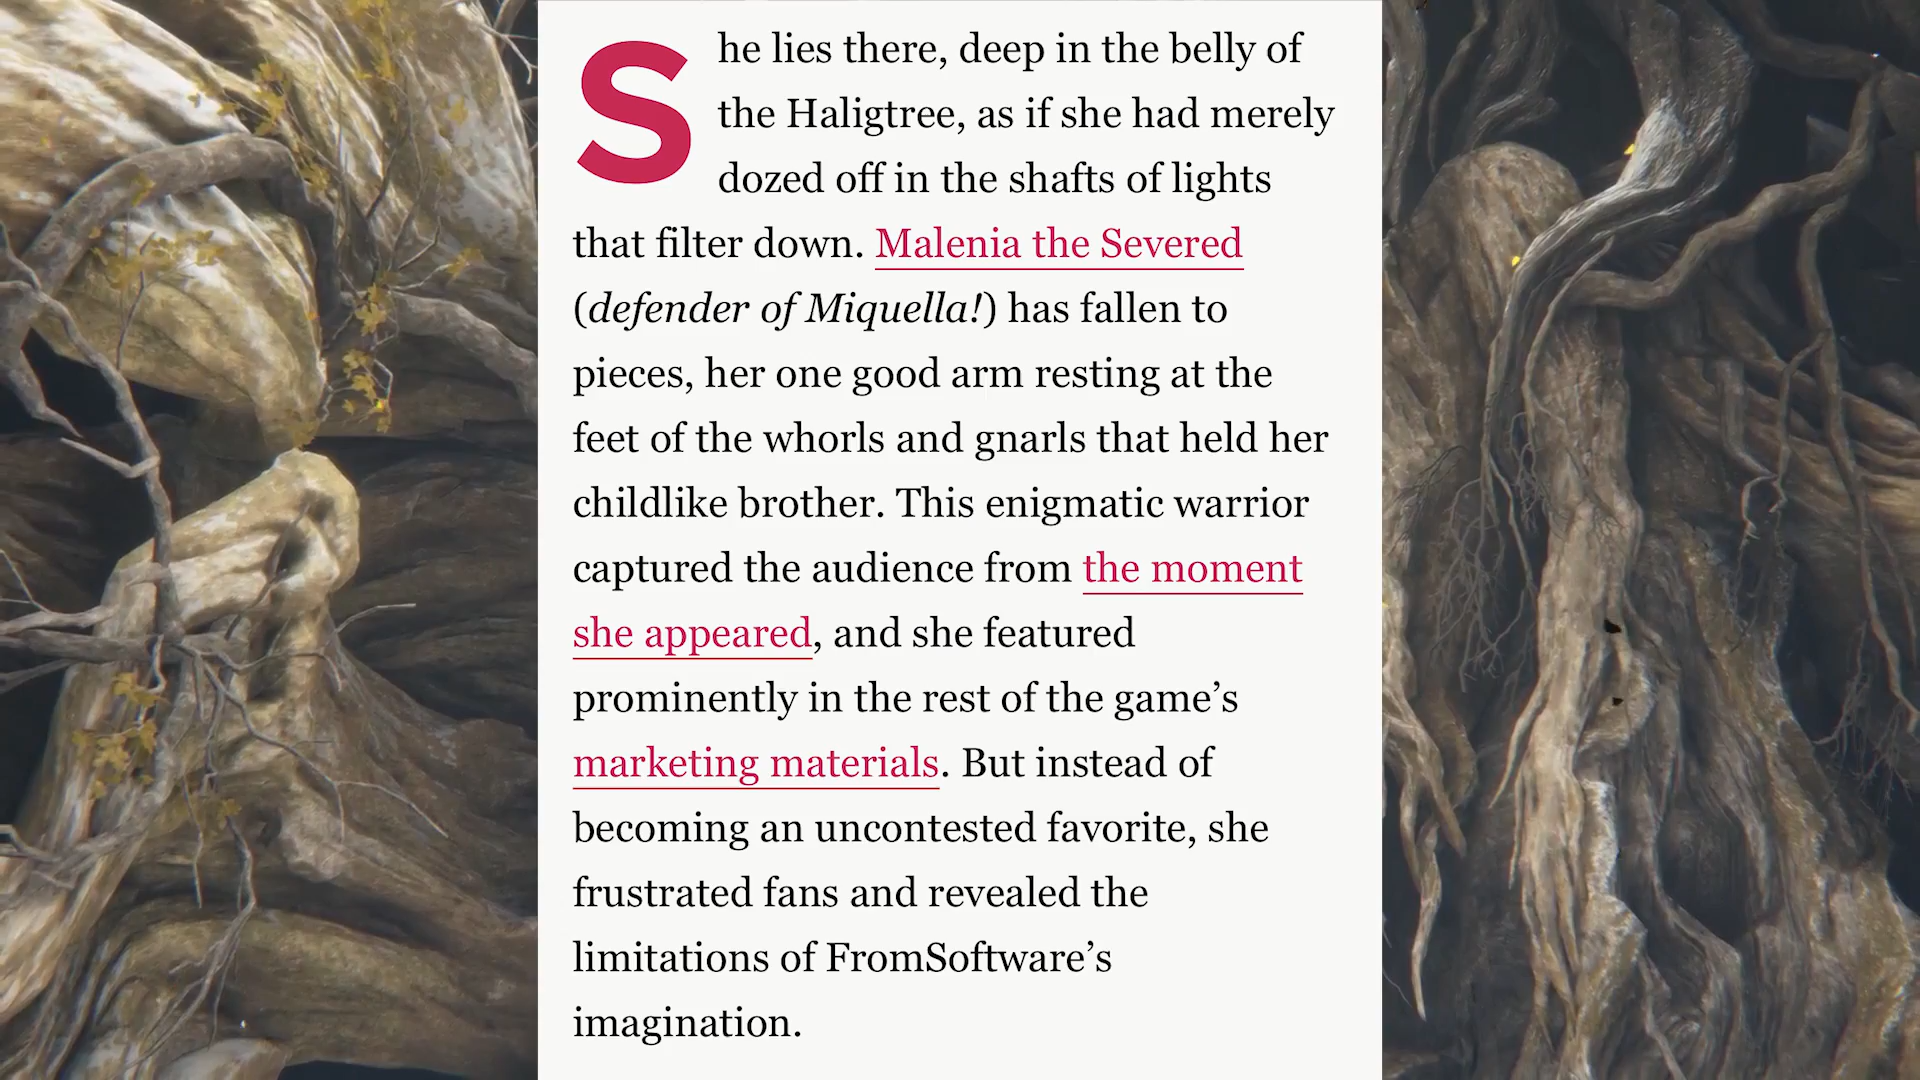 She lies there, deep in the belly of
the Haligtree, as if she had merely
dozed off in the shafts of lights
that filter down. Malenia the Severed
(defender of Miquella!) has fallen to
pieces, her one good arm resting at the
feet of the whorls and gnarls that held her
childlike brother. This enigmatic warrior
captured the audience from the moment
she appeared, and she featured
prominently in the rest of the game’s
marketing materials. But instead of
becoming an uncontested favorite, she
frustrated fans and revealed the
limitations of FromSoftware’s
imagination.